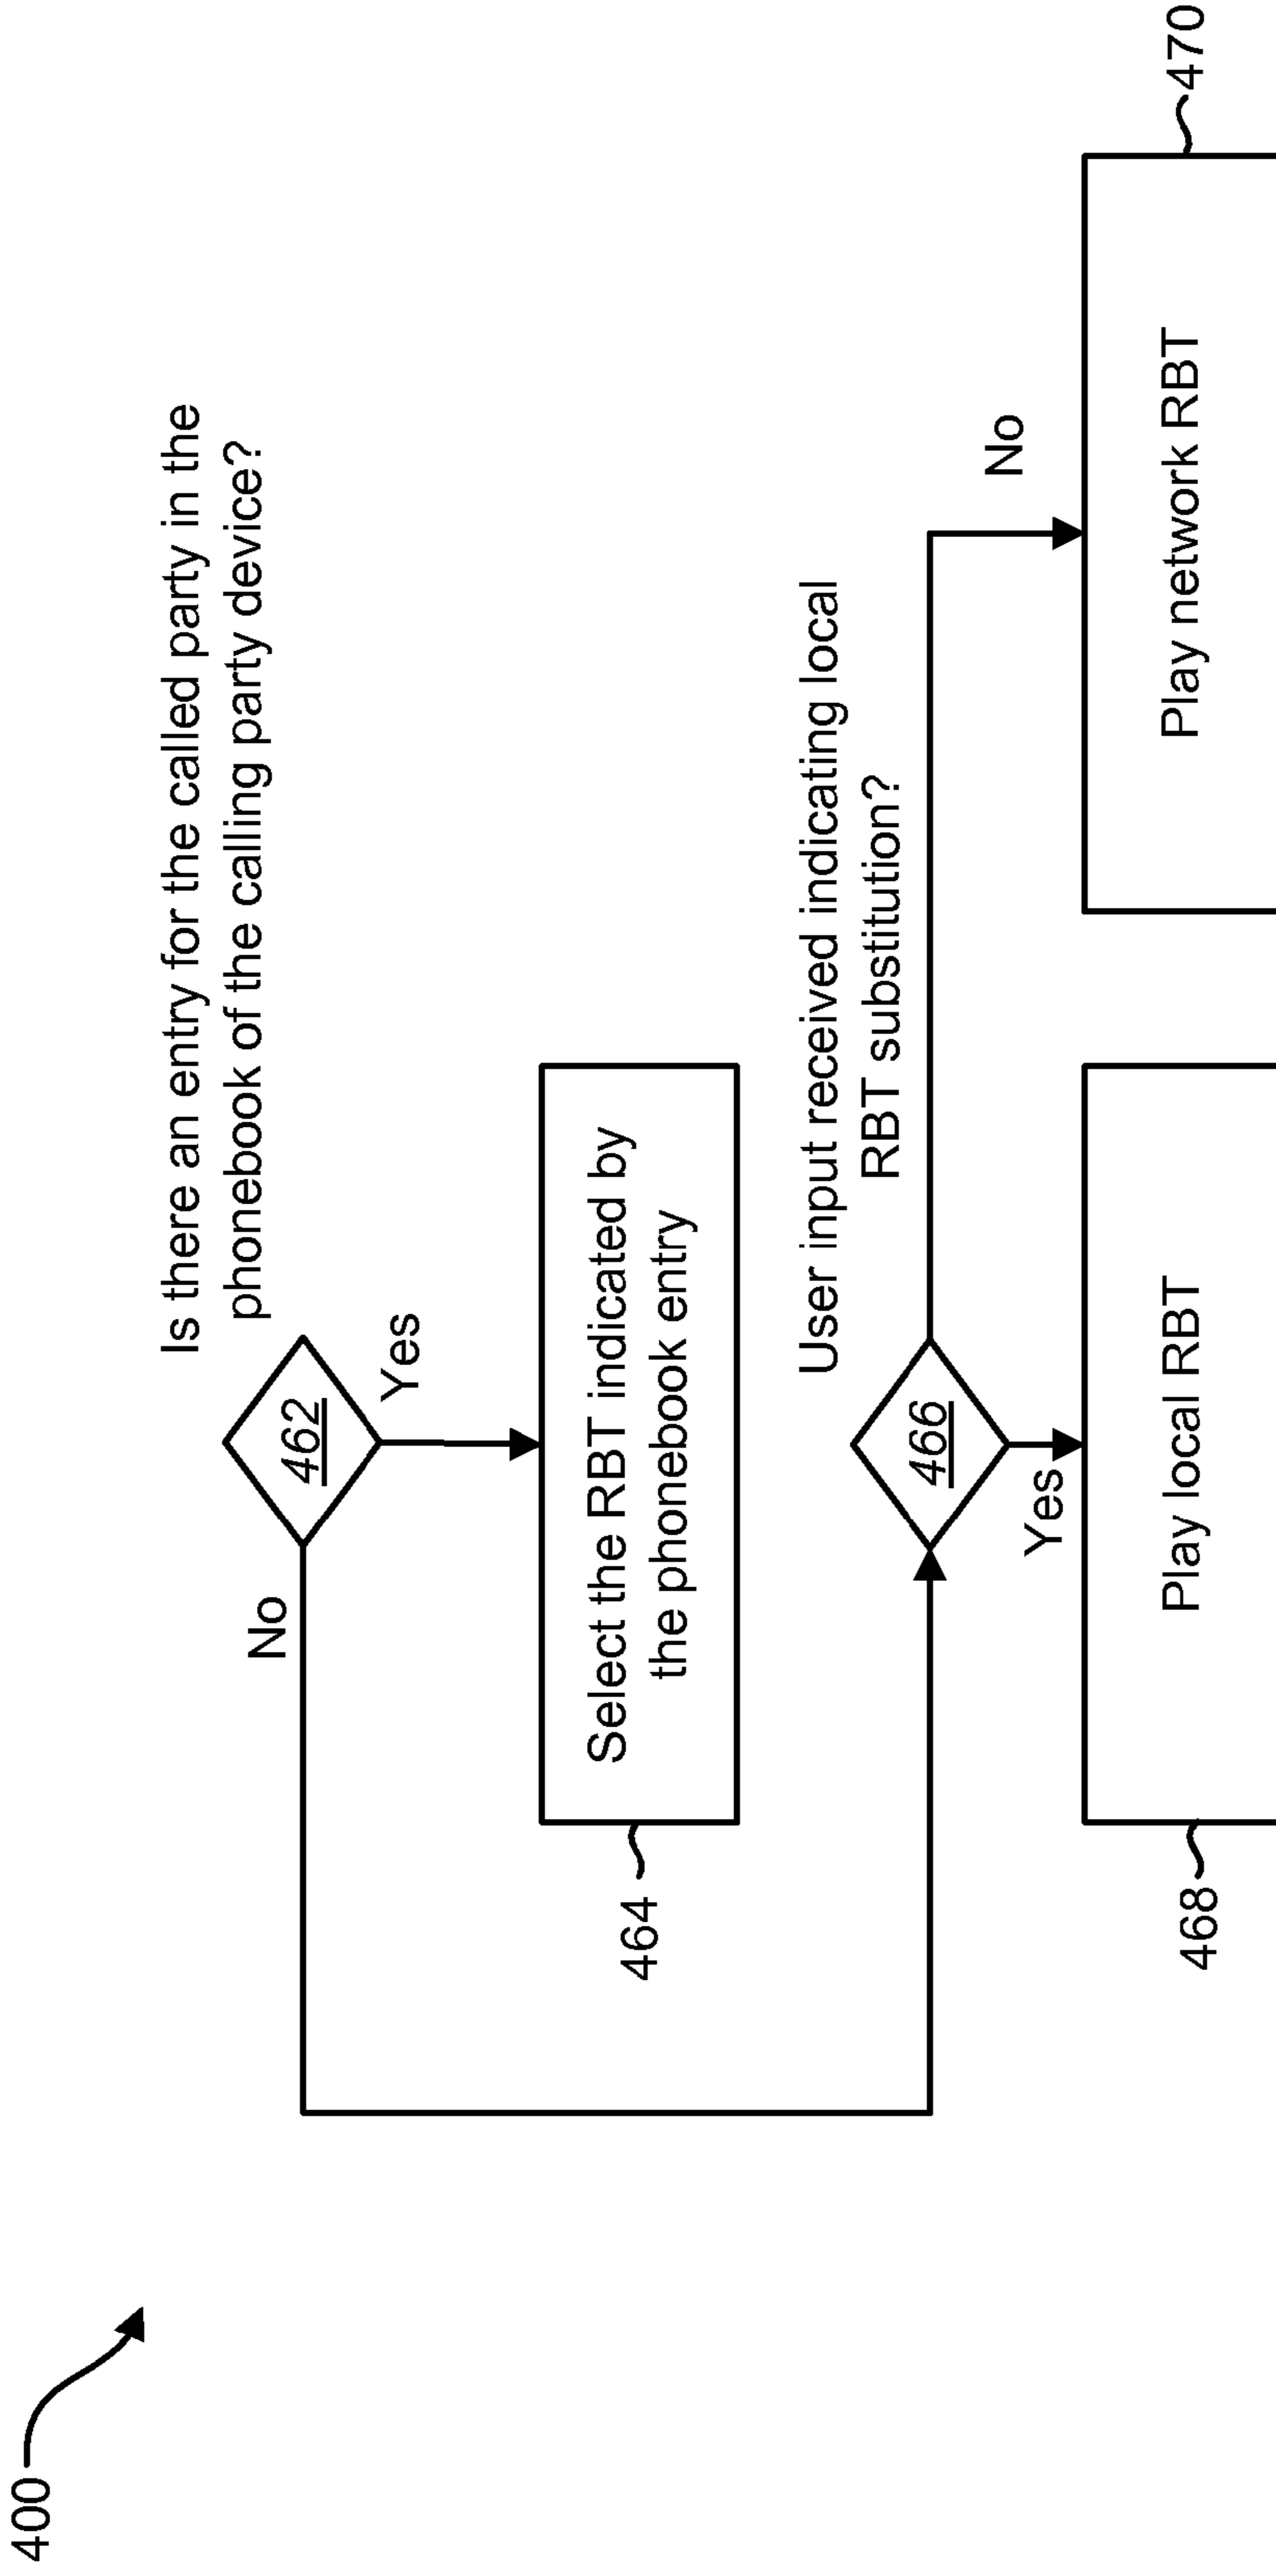 400
Is there an entry for the called party in the
phonebook of the calling party device?
462
No
Yes
Select the RBT indicated by
the phonebook entry
464
User input received indicating local
RBT substitution?
466
Yes
No
Play local RBT
468
Play network RBT
470